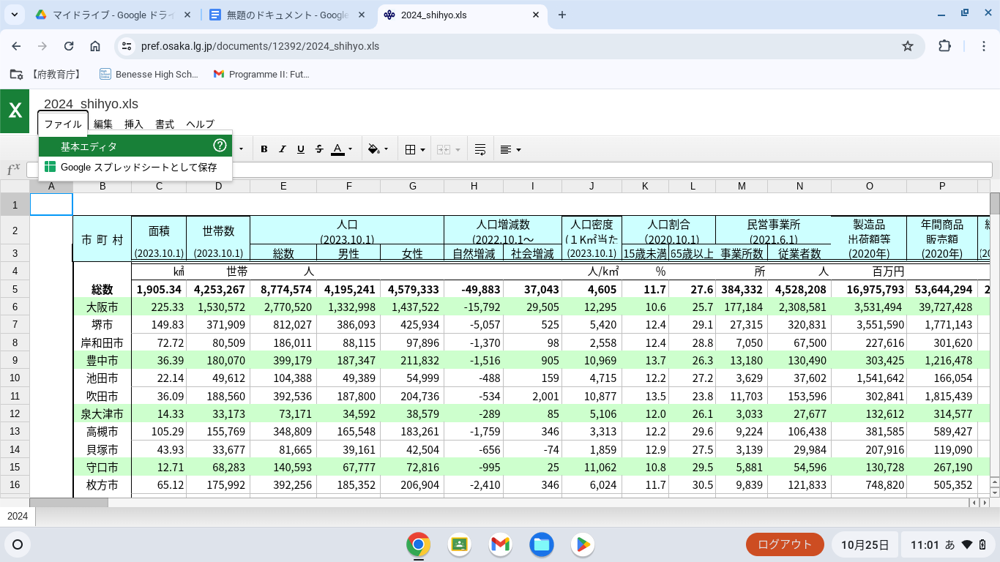 マイドライブ - Google ドライ
無題のドキュメント - Google
2024_shihyo.xls
pref.osaka.lg.jp/documents/12392/2024_shihyo.xls
【府教育庁】 Benesse High Sch... Programme II: Fut...
2024_shihyo.xls
ファイル 編集 挿入 書式 ヘルプ
基本エディタ
Google スプレッドシートとして保存
B I U S A
fx
A B C D E F G H I J K L M N O P
1
2 市 町 村 面積 世帯数 人口 人口増減数 人口密度 人口割合 民営事業所 製造品 年間商品
(2023.10.1) (2022.10.1～ (１K㎡当た (2020.10.1) (2021.6.1) 出荷額等 販売額
3 (2023.10.1) (2023.10.1) 総数 男性 女性 自然増減 社会増減 (2023.10.1) 15歳未満 65歳以上 事業所数 従業者数 (2020年) (2020年)
4 k㎡ 世帯 人 人/k㎡ % 所 人 百万円
5 総数 1,905.34 4,253,267 8,774,574 4,195,241 4,579,333 -49,883 37,043 4,605 11.7 27.6 384,332 4,528,208 16,975,793 53,644,294 2
6 大阪市 225.33 1,530,572 2,770,520 1,332,998 1,437,522 -15,792 29,505 12,295 10.6 25.7 177,184 2,308,581 3,531,494 39,727,428
7 堺市 149.83 371,909 812,027 386,093 425,934 -5,057 525 5,420 12.4 29.1 27,315 320,831 3,551,590 1,771,143
8 岸和田市 72.72 80,509 186,011 88,115 97,896 -1,370 98 2,558 12.4 28.8 7,050 67,500 227,616 301,620
9 豊中市 36.39 180,070 399,179 187,347 211,832 -1,516 905 10,969 13.7 26.3 13,180 130,490 303,425 1,216,478
10 池田市 22.14 49,612 104,388 49,389 54,999 -488 159 4,715 12.2 27.2 3,629 37,602 1,541,642 166,054
11 吹田市 36.09 188,560 392,536 187,800 204,736 -534 2,001 10,877 13.5 23.8 11,703 153,596 302,841 1,815,439
12 泉大津市 14.33 33,173 73,171 34,592 38,579 -289 85 5,106 12.0 26.1 3,033 27,677 132,612 314,577
13 高槻市 105.29 155,769 348,809 165,548 183,261 -1,759 346 3,313 12.2 29.6 9,224 106,438 381,585 589,427
14 貝塚市 43.93 33,677 81,665 39,161 42,504 -656 -74 1,859 12.9 27.5 3,139 29,984 207,916 119,090
15 守口市 12.71 68,283 140,593 67,777 72,816 -995 25 11,062 10.8 29.5 5,881 54,596 130,728 267,190
16 枚方市 65.12 175,992 392,256 185,352 206,904 -2,410 346 6,024 11.7 30.5 9,839 121,833 748,820 505,352
2024
ログアウト 10月25日 11:01 あ